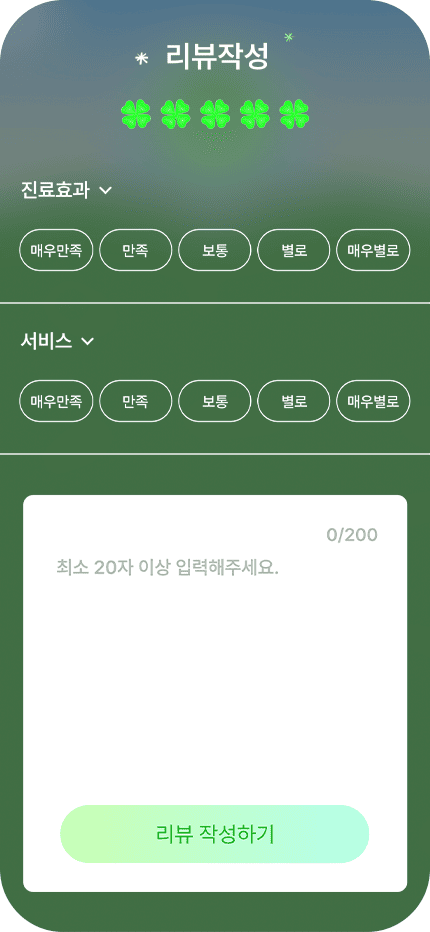 리뷰작성
진료효과
매우만족 만족 보통 별로 매우별로
서비스
매우만족 만족 보통 별로 매우별로
0/200
최소 20자 이상 입력해주세요.
리뷰 작성하기